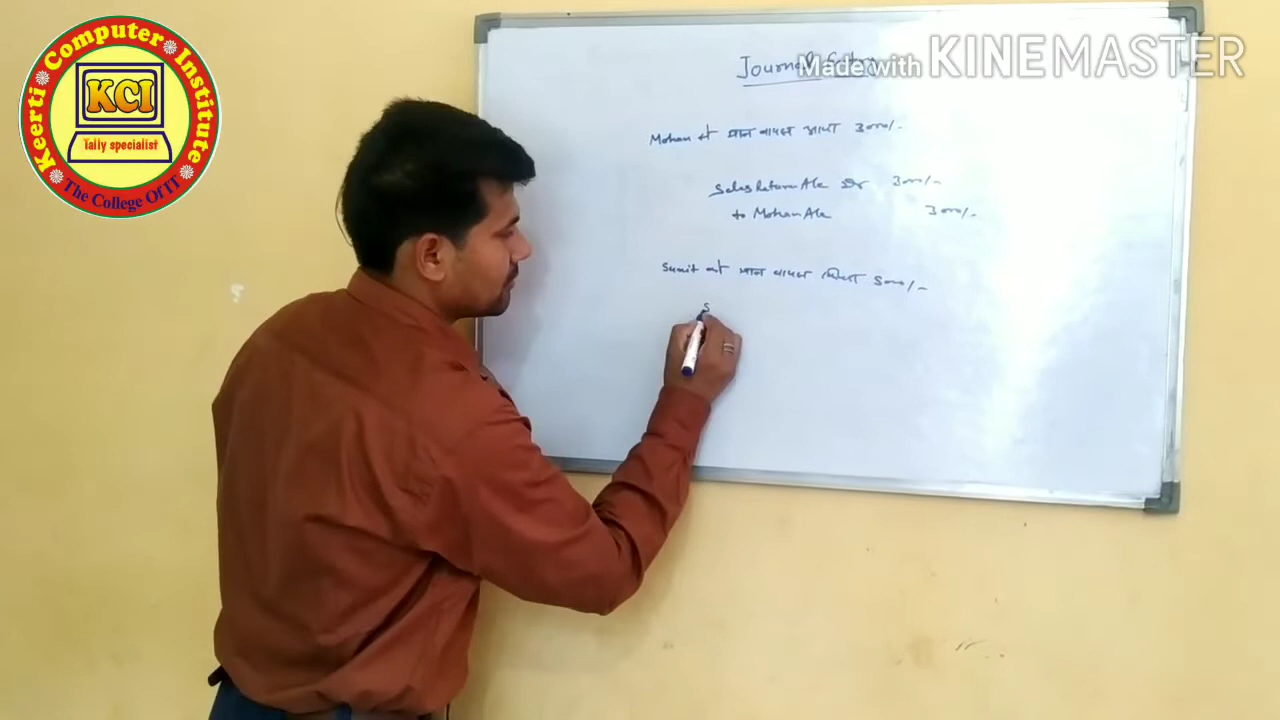 Keerti Computer Institute
KCI
Tally specialist
The College Of IT
Made with KINEMASTER
Journal
Mohan से माल वापस आया 3000/-
Sales Return A/c Dr 3000/-
to Mohan A/c 3000/-
Sumit को माल वापस किया 5000/-
S